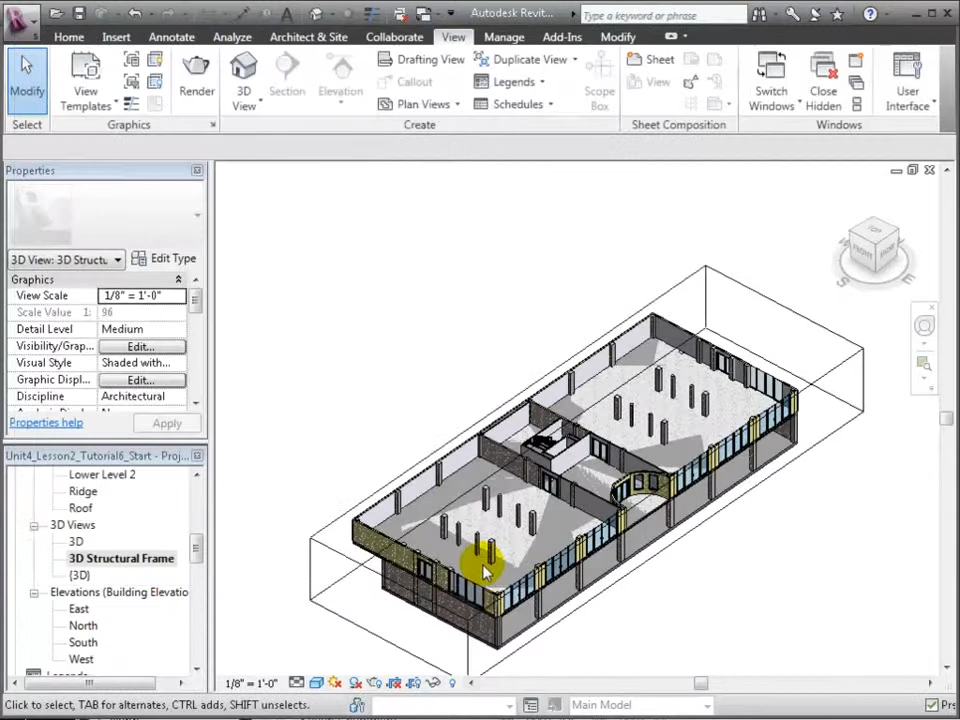 Autodesk Revit...
Type a keyword or phrase
Home Insert Annotate Analyze Architect & Site Collaborate View Manage Add-Ins Modify
Modify
View Templates
Render
3D View
Section
Elevation
Drafting View
Callout
Plan Views
Duplicate View
Legends
Schedules
Scope Box
Sheet
View
Switch Windows
Close Hidden
User Interface
Select Graphics Create Sheet Composition Windows
Properties
3D View: 3D Structu Edit Type
Graphics
View Scale 1/8" = 1'-0"
Scale Value 1: 96
Detail Level Medium
Visibility/Grap... Edit...
Visual Style Shaded with...
Graphic Displ... Edit...
Discipline Architectural
Properties help Apply
Unit4_Lesson2_Tutorial6_Start - Proj...
Lower Level 2
Ridge
Roof
3D Views
3D
3D Structural Frame
(3D)
Elevations (Building Elevatio
East
North
South
West
TOP
FRONT
E
1/8" = 1'-0"
Click to select, TAB for alternates, CTRL adds, SHIFT unselects.
Main Model